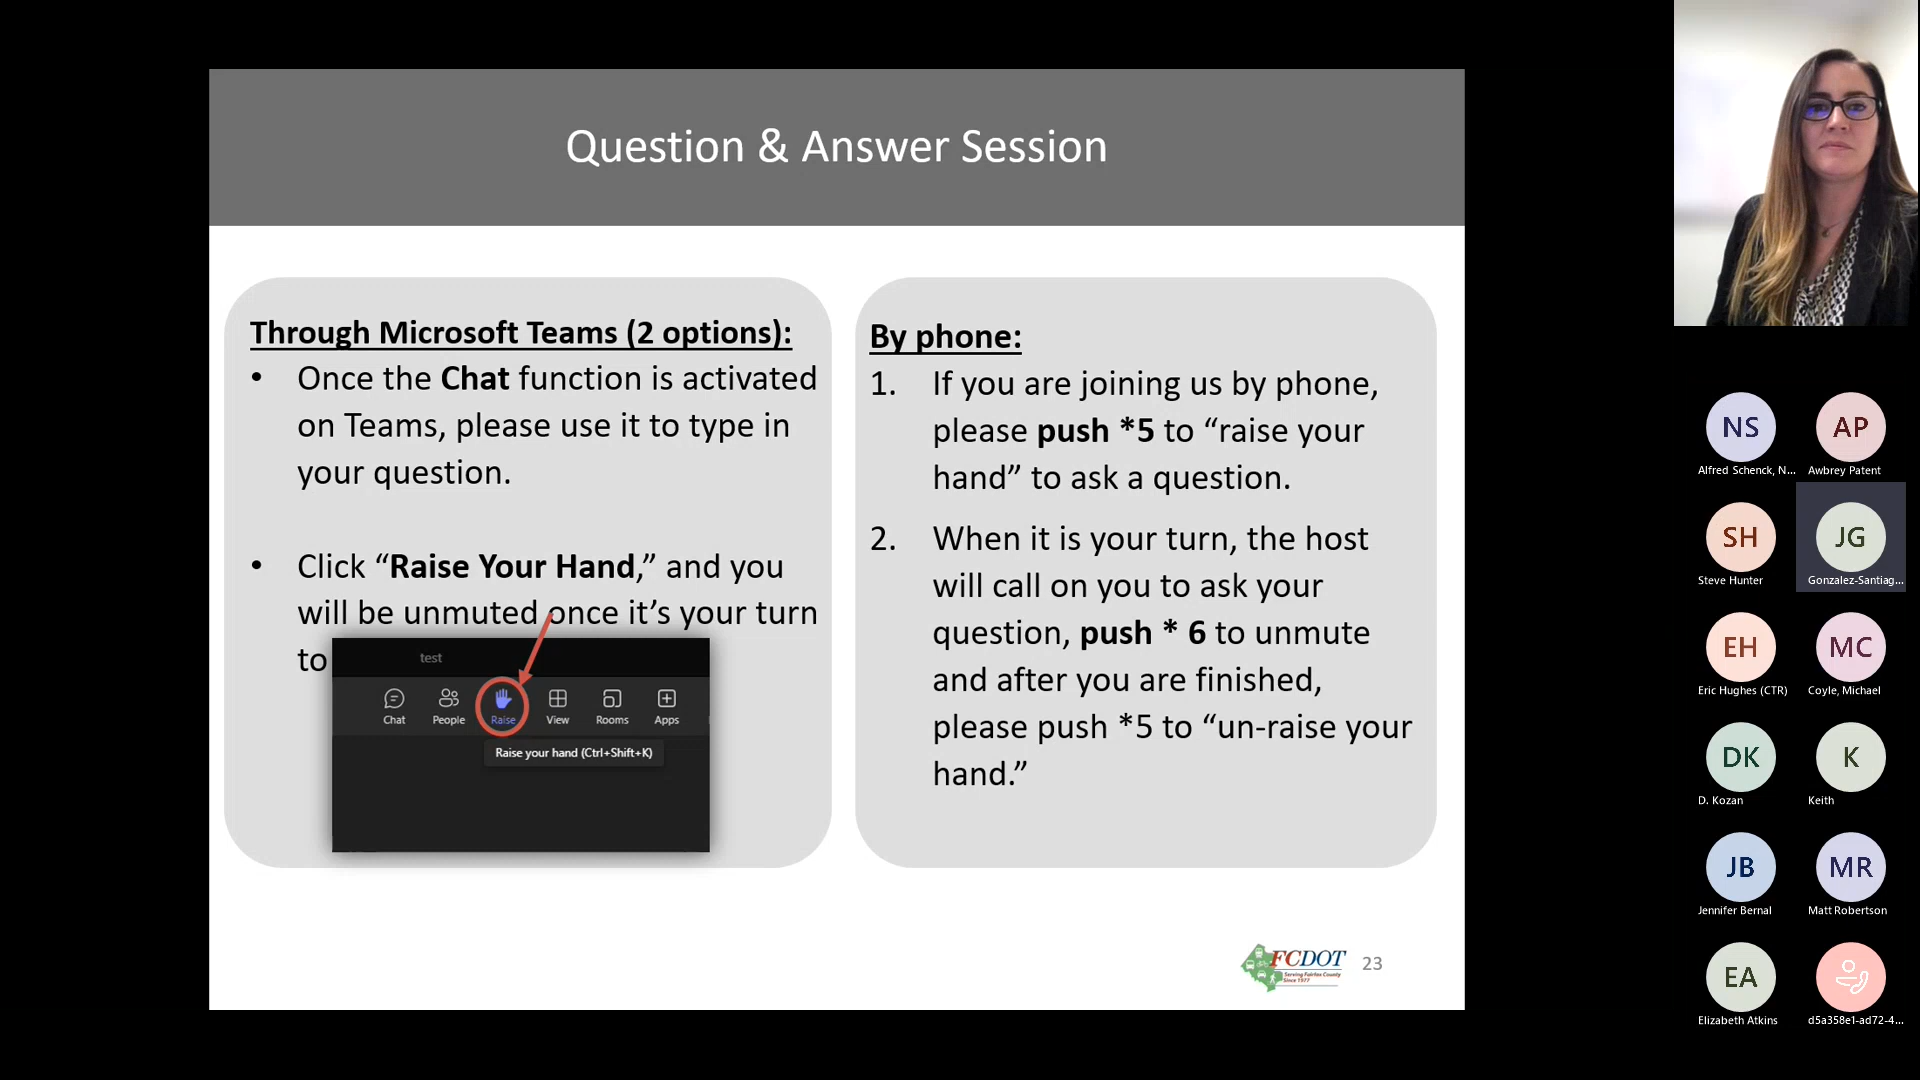 Question & Answer Session
Through Microsoft Teams (2 options):
• Once the Chat function is activated
on Teams, please use it to type in
your question.
• Click “Raise Your Hand,” and you
will be unmuted once it’s your turn
to
test
Chat People Raise View Rooms Apps
Raise your hand (Ctrl+Shift+K)
By phone:
1. If you are joining us by phone,
please push *5 to “raise your
hand” to ask a question.
2. When it is your turn, the host
will call on you to ask your
question, push * 6 to unmute
and after you are finished,
please push *5 to “un-raise your
hand.”
FCDOT
Serving Fairfax County
Since 1977
23
NS AP
Alfred Schenck, N... Awbrey Patent
SH JG
Steve Hunter Gonzalez-Santiag...
EH MC
Eric Hughes (CTR) Coyle, Michael
DK K
D. Kozan Keith
JB MR
Jennifer Bernal Matt Robertson
EA
Elizabeth Atkins d5a358e1-ad72-4...